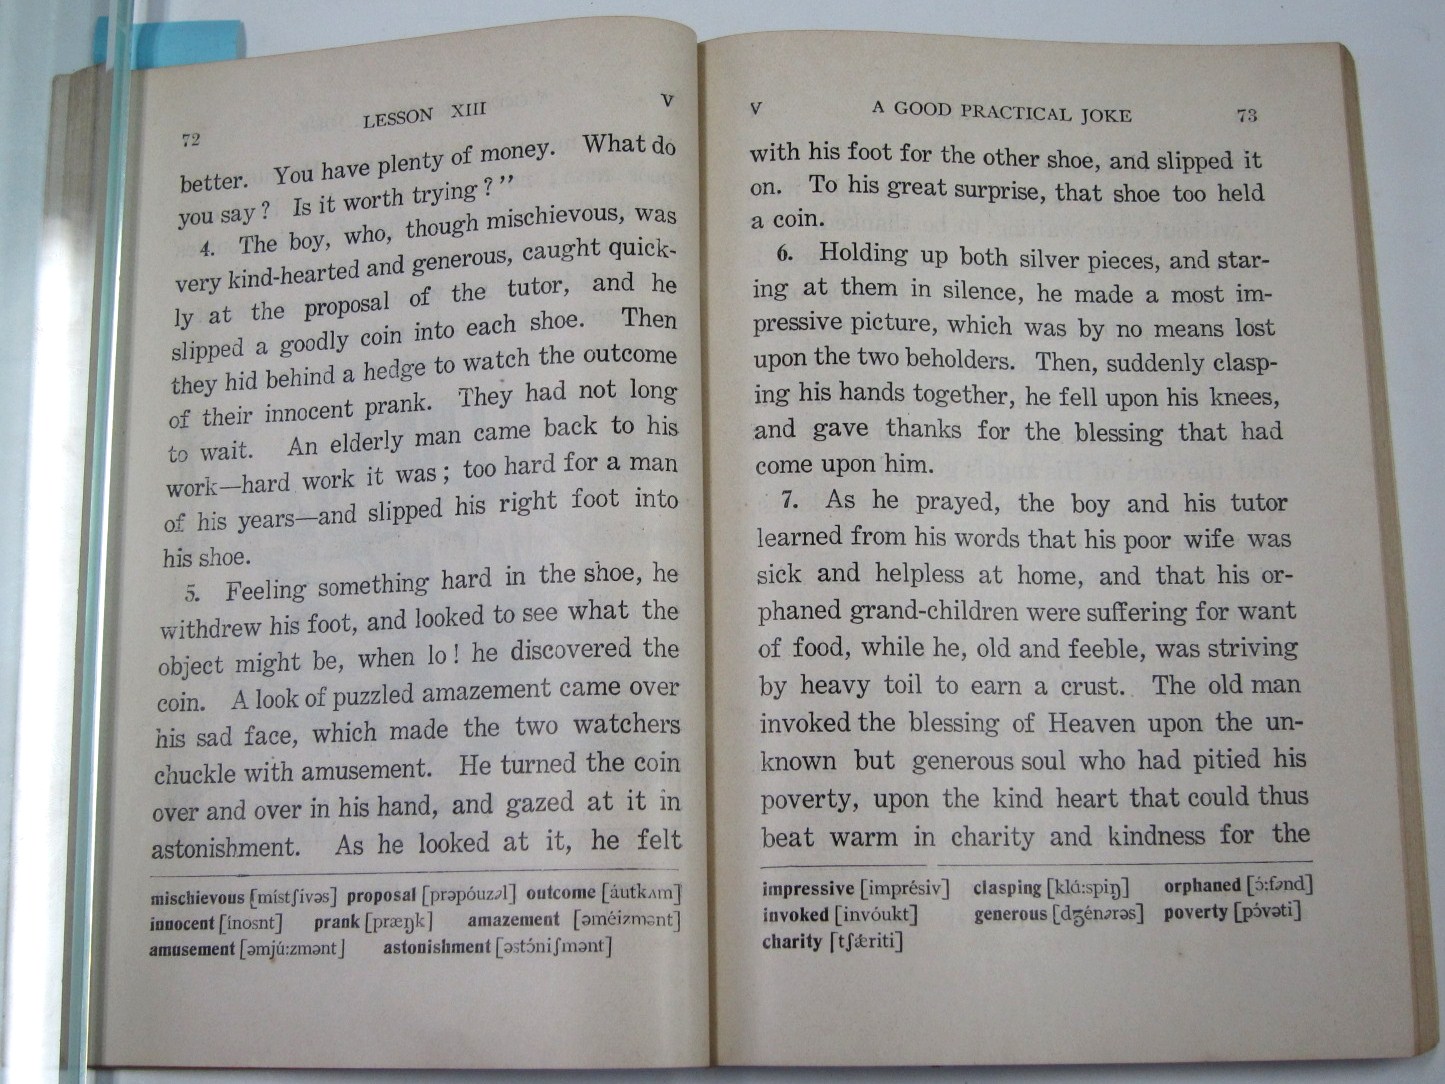 72
LESSON XIII
V
better. You have plenty of money. What do
you say? Is it worth trying?”
4. The boy, who, though mischievous, was
very kind-hearted and generous, caught quick-
ly at the proposal of the tutor, and he
slipped a goodly coin into each shoe. Then
they hid behind a hedge to watch the outcome
of their innocent prank. They had not long
to wait. An elderly man came back to his
work—hard work it was; too hard for a man
of his years—and slipped his right foot into
his shoe.
5. Feeling something hard in the shoe, he
withdrew his foot, and looked to see what the
object might be, when lo! he discovered the
coin. A look of puzzled amazement came over
his sad face, which made the two watchers
chuckle with amusement. He turned the coin
over and over in his hand, and gazed at it in
astonishment. As he looked at it, he felt
mischievous [místʃivəs] proposal [prəpóuzəl] outcome [áutkʌm]
innocent [ínosnt] prank [præŋk] amazement [əméizmənt]
amusement [əmjú:zmənt] astonishment [əstɔ́niʃmənt]
V
A GOOD PRACTICAL JOKE
73
with his foot for the other shoe, and slipped it
on. To his great surprise, that shoe too held
a coin.
6. Holding up both silver pieces, and star-
ing at them in silence, he made a most im-
pressive picture, which was by no means lost
upon the two beholders. Then, suddenly clasp-
ing his hands together, he fell upon his knees,
and gave thanks for the blessing that had
come upon him.
7. As he prayed, the boy and his tutor
learned from his words that his poor wife was
sick and helpless at home, and that his or-
phaned grand-children were suffering for want
of food, while he, old and feeble, was striving
by heavy toil to earn a crust. The old man
invoked the blessing of Heaven upon the un-
known but generous soul who had pitied his
poverty, upon the kind heart that could thus
beat warm in charity and kindness for the
impressive [imprésiv] clasping [klɑ́:spiŋ] orphaned [ɔ́:fənd]
invoked [invóukt] generous [dʒénərəs] poverty [pɔ́vəti]
charity [tʃǽriti]